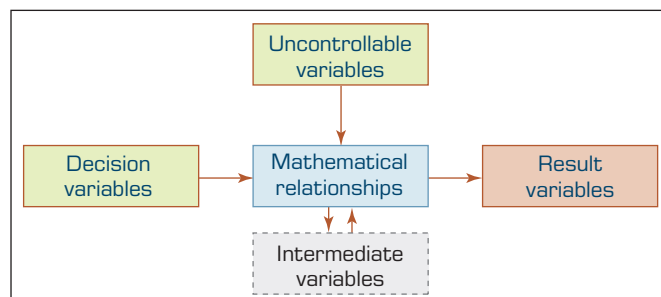 Uncontrollable
variables
Decision
variables
Mathematical
relationships
Result
variables
Intermediate
variables